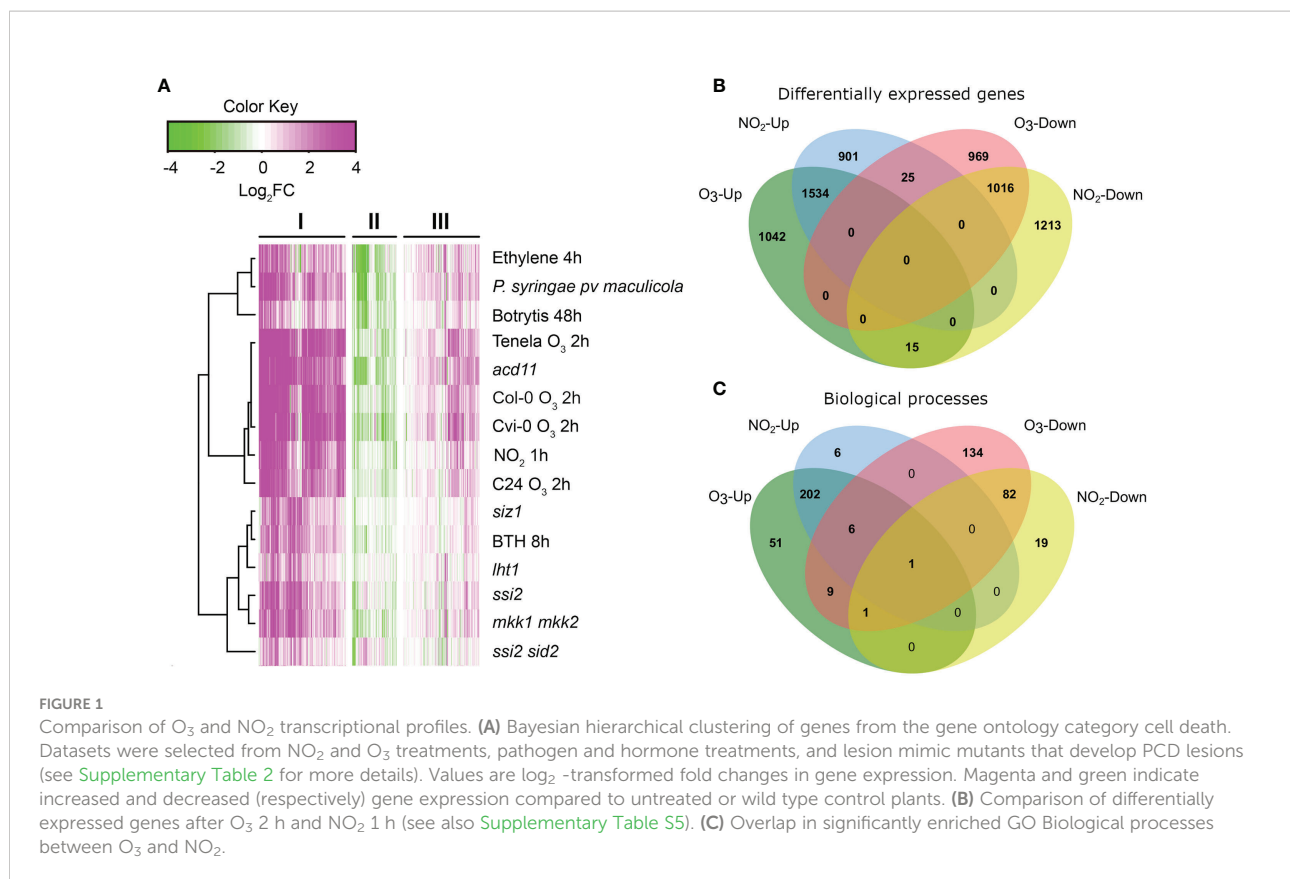 A
Color Key
-4 -2 0 2 4
Log₂FC
I II III
Ethylene 4h
P. syringae pv maculicola
Botrytis 48h
Tenela O₃ 2h
acd11
Col-0 O₃ 2h
Cvi-0 O₃ 2h
NO₂ 1h
C24 O₃ 2h
siz1
BTH 8h
lht1
ssi2
mkk1 mkk2
ssi2 sid2
B
Differentially expressed genes
NO₂-Up O₃-Down
901 969
O₃-Up 1534 25 1016 NO₂-Down
1042 0 0 1213
0
0 0
0 0
15
C
Biological processes
NO₂-Up O₃-Down
6 134
0
O₃-Up 202 82 NO₂-Down
51 6 0 19
1
9 0
1 0
0
FIGURE 1
Comparison of O₃ and NO₂ transcriptional profiles. (A) Bayesian hierarchical clustering of genes from the gene ontology category cell death.
Datasets were selected from NO₂ and O₃ treatments, pathogen and hormone treatments, and lesion mimic mutants that develop PCD lesions
(see Supplementary Table 2 for more details). Values are log₂ -transformed fold changes in gene expression. Magenta and green indicate
increased and decreased (respectively) gene expression compared to untreated or wild type control plants. (B) Comparison of differentially
expressed genes after O₃ 2 h and NO₂ 1 h (see also Supplementary Table S5). (C) Overlap in significantly enriched GO Biological processes
between O₃ and NO₂.